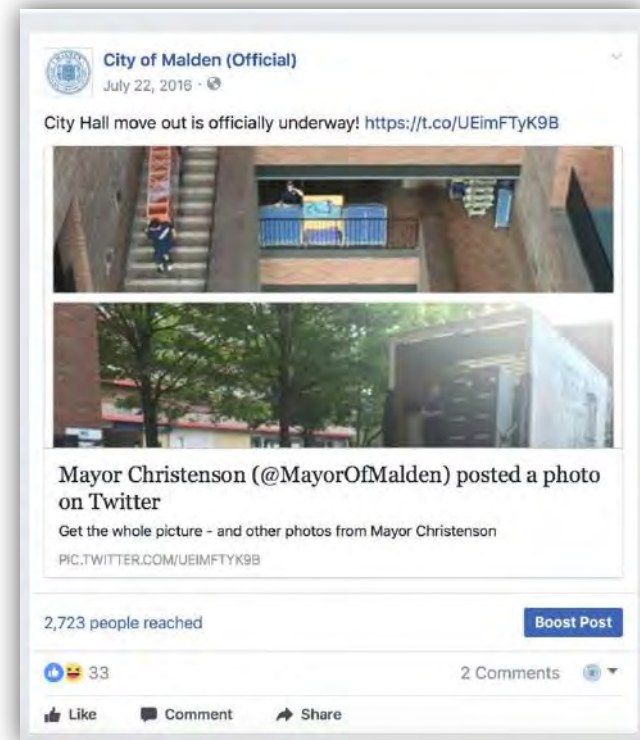 City of Malden (Official)
July 22, 2016 ·
City Hall move out is officially underway! https://t.co/UEimFTyK9B
Mayor Christenson (@MayorOfMalden) posted a photo
on Twitter
Get the whole picture - and other photos from Mayor Christenson
PIC.TWITTER.COM/UEIMFTYK9B
2,723 people reached
Boost Post
33
2 Comments
Like Comment Share